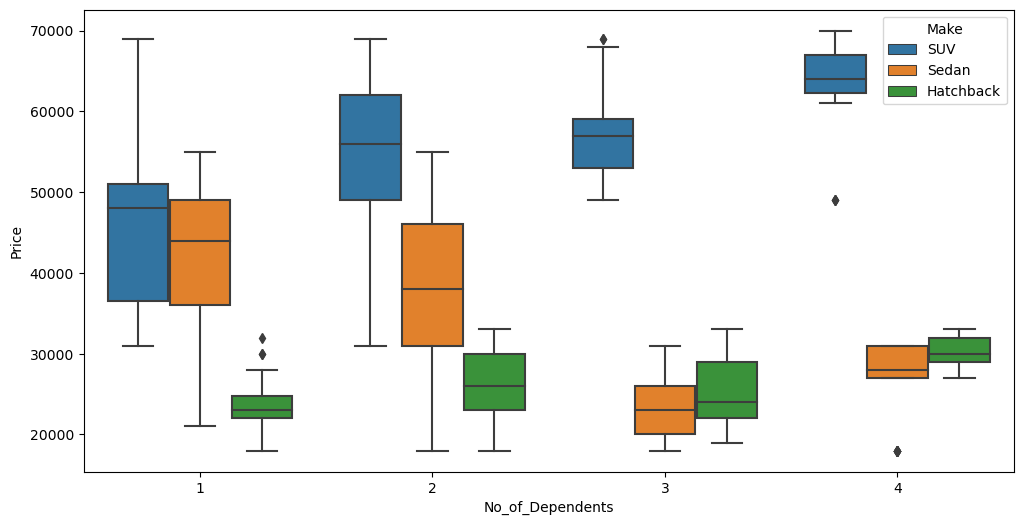 Make
SUV
Sedan
Hatchback
Price
70000
60000
50000
40000
30000
20000
1 2 3 4
No_of_Dependents